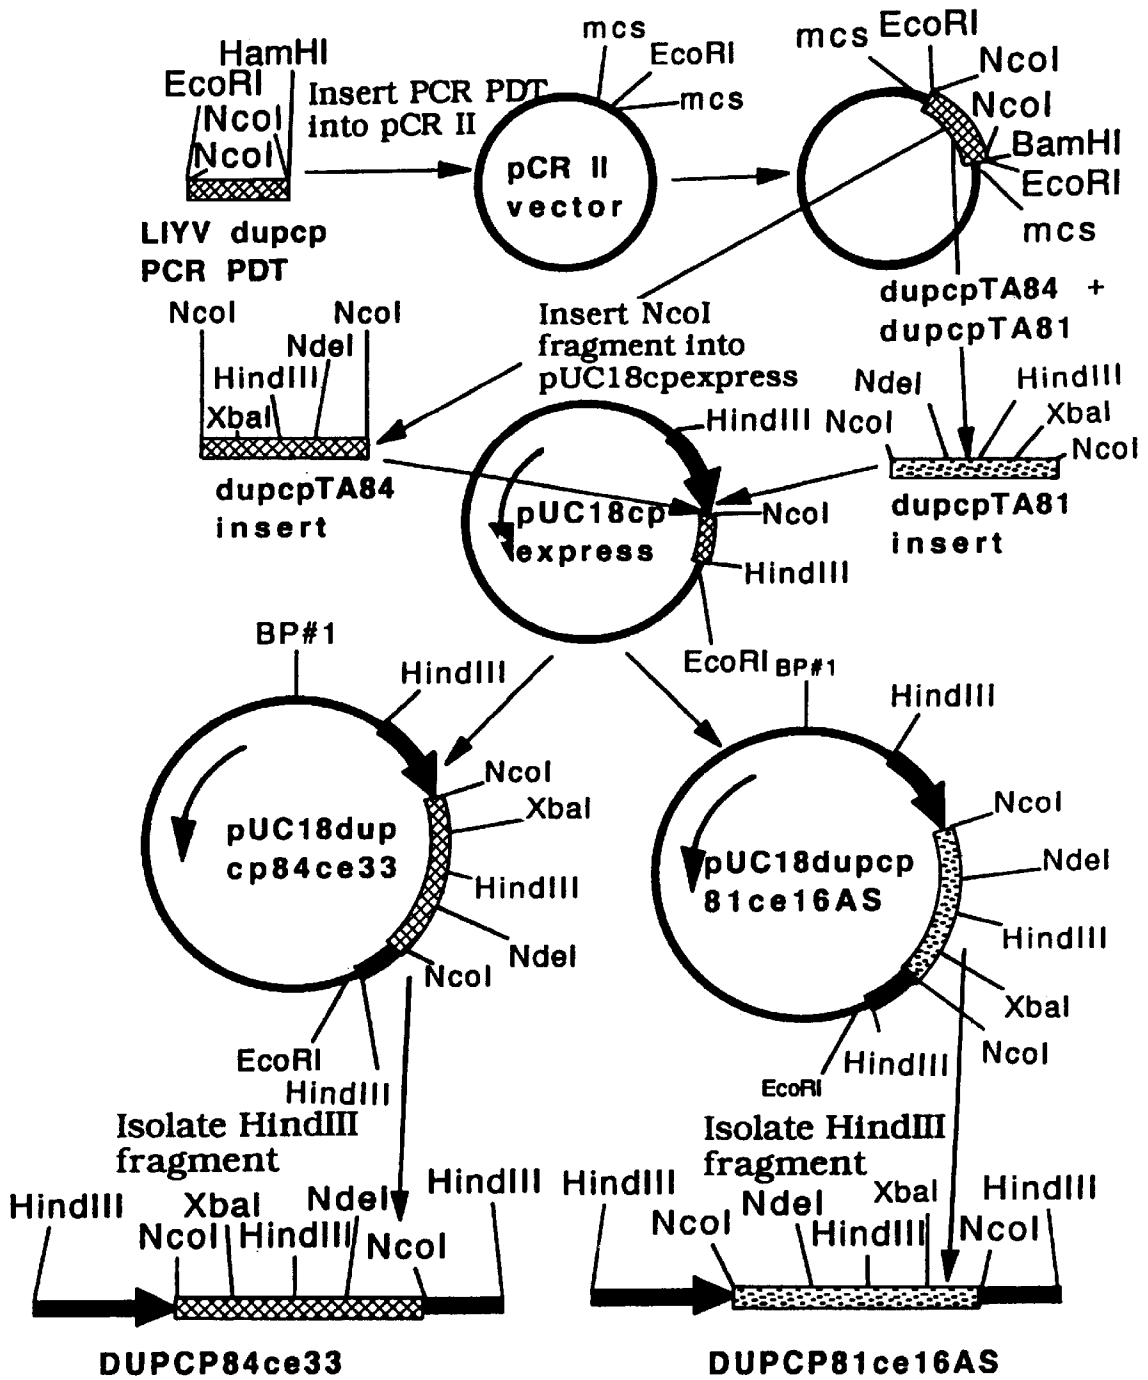 HamHI
EcoRI
NcoI
NcoI
LIYV dupcp
PCR PDT
Insert PCR PDT
into pCR II
mcs
EcoRI
mcs
pCR II
vector
mcs
EcoRI
NcoI
NcoI
BamHI
EcoRI
mcs
dupcpTA84 +
dupcpTA81
NcoI
NcoI
NdeI
HindIII
XbaI
dupcpTA84
insert
Insert NcoI
fragment into
pUC18cpexpress
HindIII
pUC18cp
express
NcoI
HindIII
EcoRI
NdeI
HindIII
NcoI
XbaI
NcoI
dupcpTA81
insert
BP#1
HindIII
NcoI
XbaI
pUC18dup
cp84ce33
HindIII
NdeI
NcoI
EcoRI
HindIII
BP#1
HindIII
NcoI
NdeI
pUC18dupcp
81ce16AS
HindIII
XbaI
NcoI
HindIII
EcoRI
Isolate HindIII
fragment
HindIII
XbaI
NdeI
HindIII
NcoI
HindIII
NcoI
DUPCP84ce33
Isolate HindIII
fragment
HindIII
NdeI
XbaI
HindIII
NcoI
HindIII
NcoI
DUPCP81ce16AS